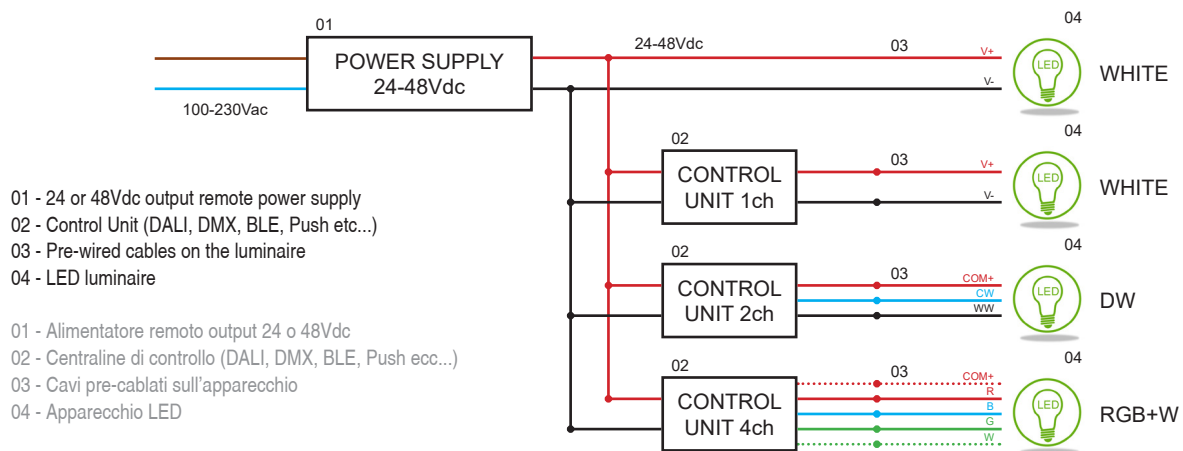 01
POWER SUPPLY
24-48Vdc
100-230Vac
24-48Vdc
03
V+
V-
04
LED
WHITE
02
CONTROL
UNIT 1ch
03
V+
V-
04
LED
WHITE
02
CONTROL
UNIT 2ch
03
COM+
CW
WW
04
LED
DW
02
CONTROL
UNIT 4ch
03
COM+
R
B
G
W
04
LED
RGB+W
01 - 24 or 48Vdc output remote power supply
02 - Control Unit (DALI, DMX, BLE, Push etc...)
03 - Pre-wired cables on the luminaire
04 - LED luminaire
01 - Alimentatore remoto output 24 o 48Vdc
02 - Centraline di controllo (DALI, DMX, BLE, Push ecc...)
03 - Cavi pre-cablati sull'apparecchio
04 - Apparecchio LED